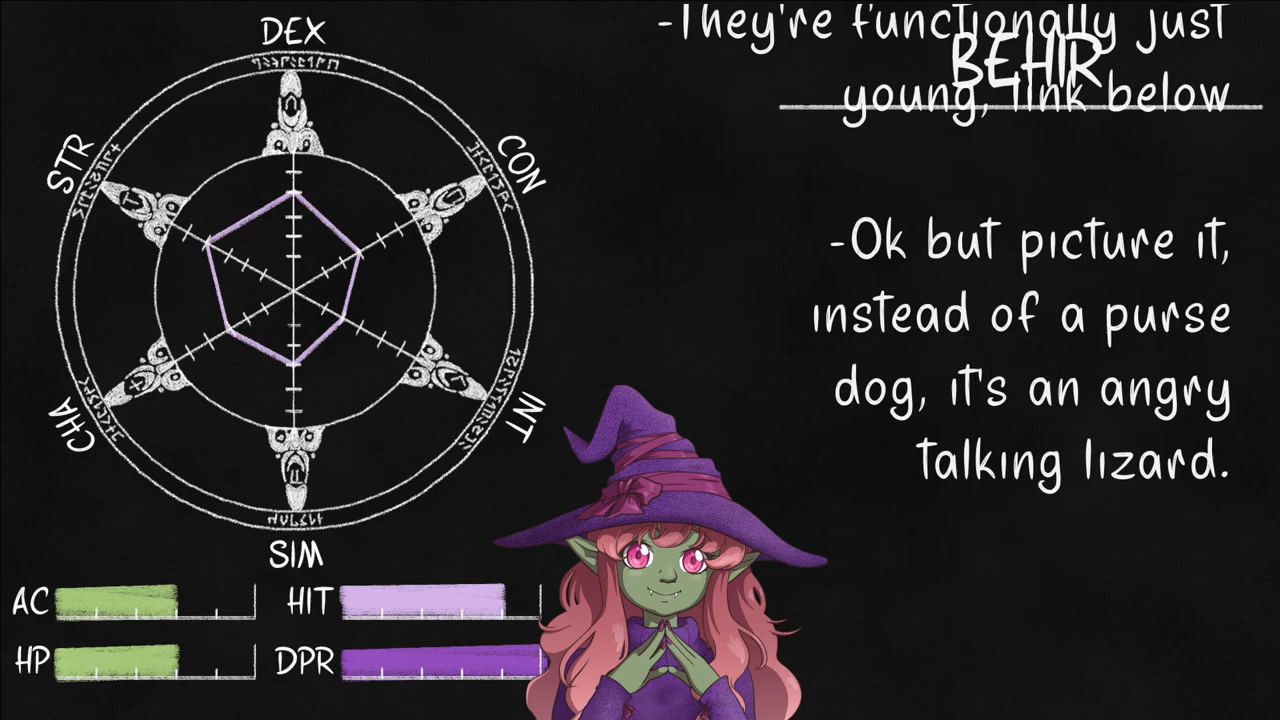 DEX
STR
CON
CHA
INT
SIM
AC
HIT
HP
DPR
-They're functionally just
BEHIR
young, link below
-Ok but picture it,
instead of a purse
dog, it's an angry
talking lizard.